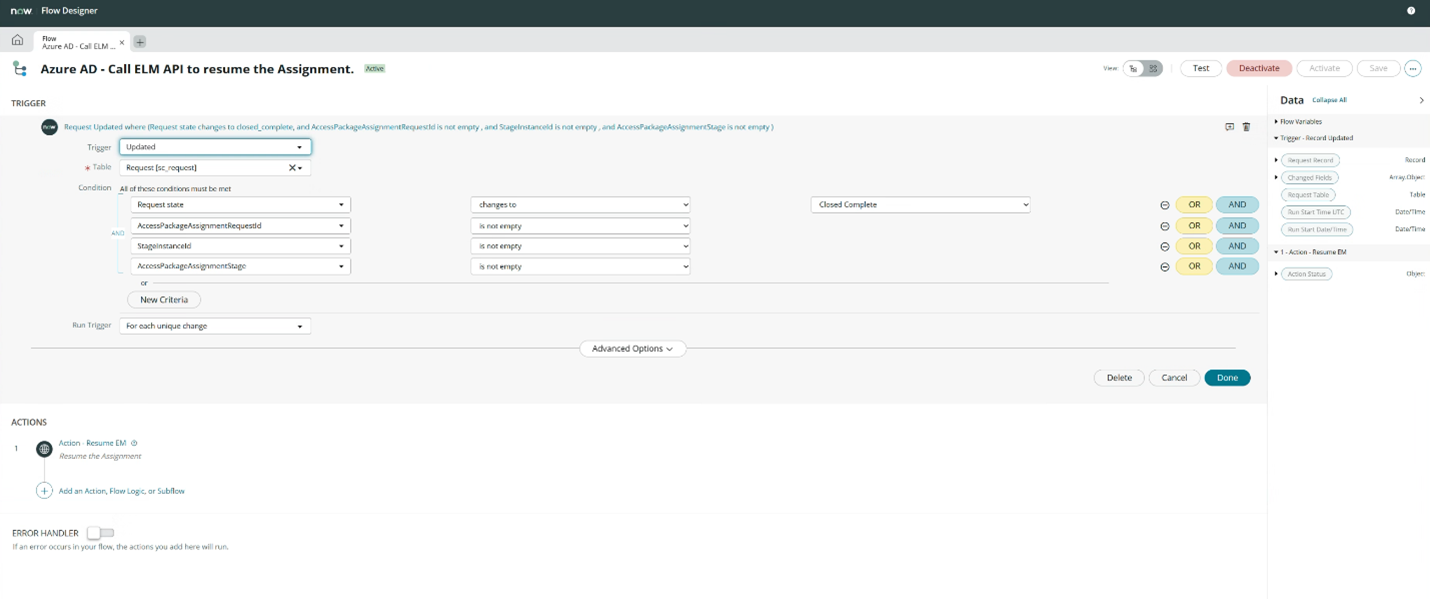 now. Flow Designer
Flow
Azure AD - Call ELM ...
Azure AD - Call ELM API to resume the Assignment. Active
View: Test Deactivate Activate Save
TRIGGER
now Request Updated where (Request state changes to closed_complete, and AccessPackageAssignmentRequestId is not empty , and StageInstanceId is not empty , and AccessPackageAssignmentStage is not empty )
Trigger Updated
* Table Request [sc_request]
Condition All of these conditions must be met
Request state changes to Closed Complete OR AND
AccessPackageAssignmentRequestId is not empty OR AND
AND
StageInstanceId is not empty OR AND
AccessPackageAssignmentStage is not empty OR AND
or
New Criteria
Run Trigger For each unique change
Advanced Options
Delete Cancel Done
ACTIONS
1 Action - Resume EM
Resume the Assignment
Add an Action, Flow Logic, or Subflow
ERROR HANDLER
If an error occurs in your flow, the actions you add here will run.
Data Collapse All
Flow Variables
Trigger - Record Updated
Request Record Record
Changed Fields Array.Object
Request Table Table
Run Start Time UTC Date/Time
Run Start Date/Time Date/Time
1 - Action - Resume EM
Action Status Object